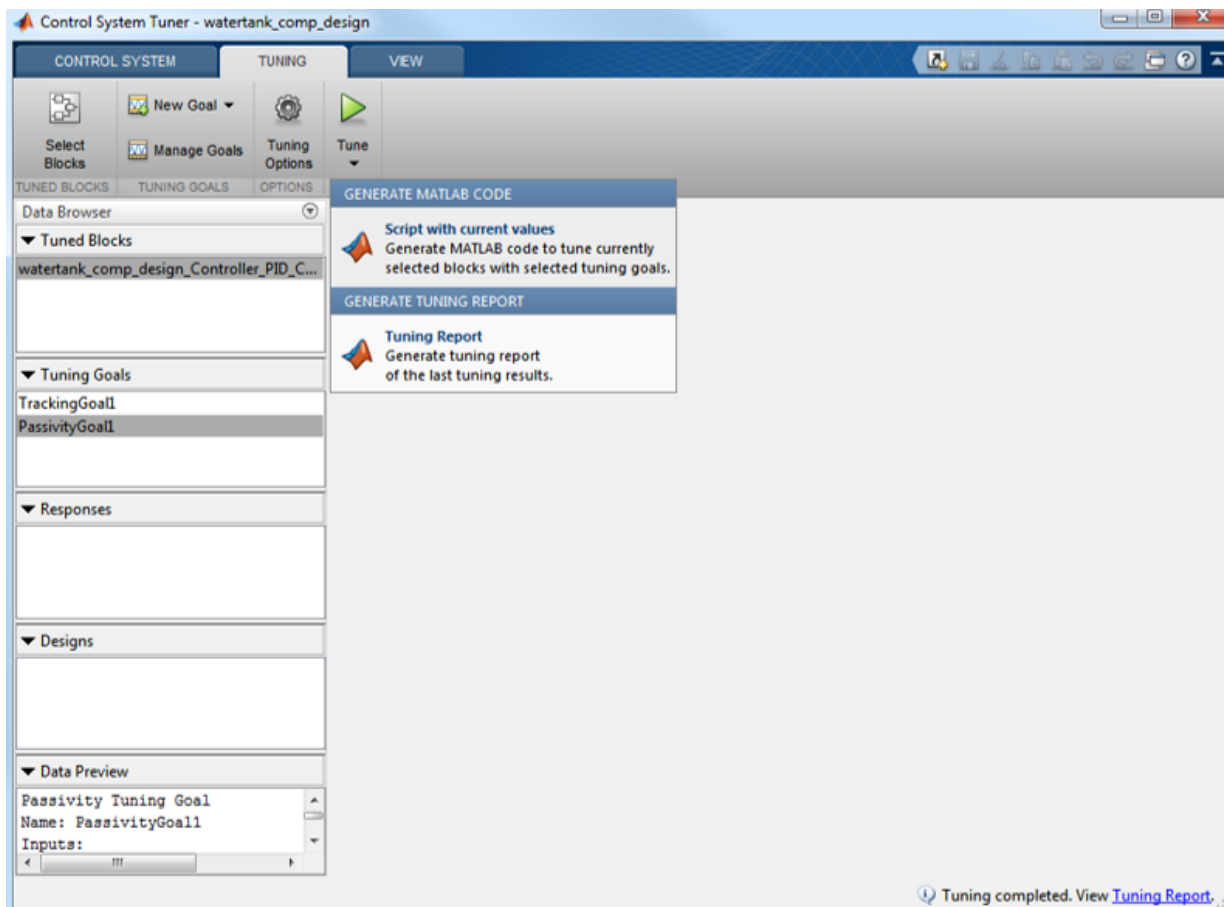 Control System Tuner - watertank_comp_design
CONTROL SYSTEM
TUNING
VIEW
Select
Blocks
New Goal
Manage Goals
Tuning
Options
Tune
TUNED BLOCKS
TUNING GOALS
OPTIONS
GENERATE MATLAB CODE
Script with current values
Generate MATLAB code to tune currently
selected blocks with selected tuning goals.
GENERATE TUNING REPORT
Tuning Report
Generate tuning report
of the last tuning results.
Data Browser
Tuned Blocks
watertank_comp_design_Controller_PID_C...
Tuning Goals
TrackingGoal1
PassivityGoal1
Responses
Designs
Data Preview
Passivity Tuning Goal
Name: PassivityGoal1
Inputs:
Tuning completed. View Tuning Report.